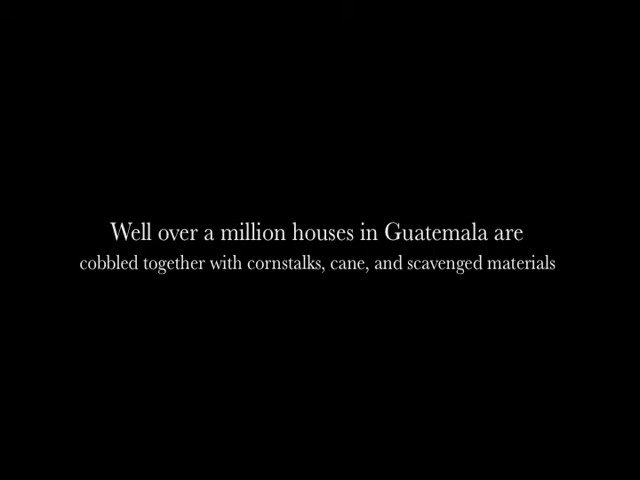 Well over a million houses in Guatemala are
cobbled together with cornstalks, cane, and scavenged materials